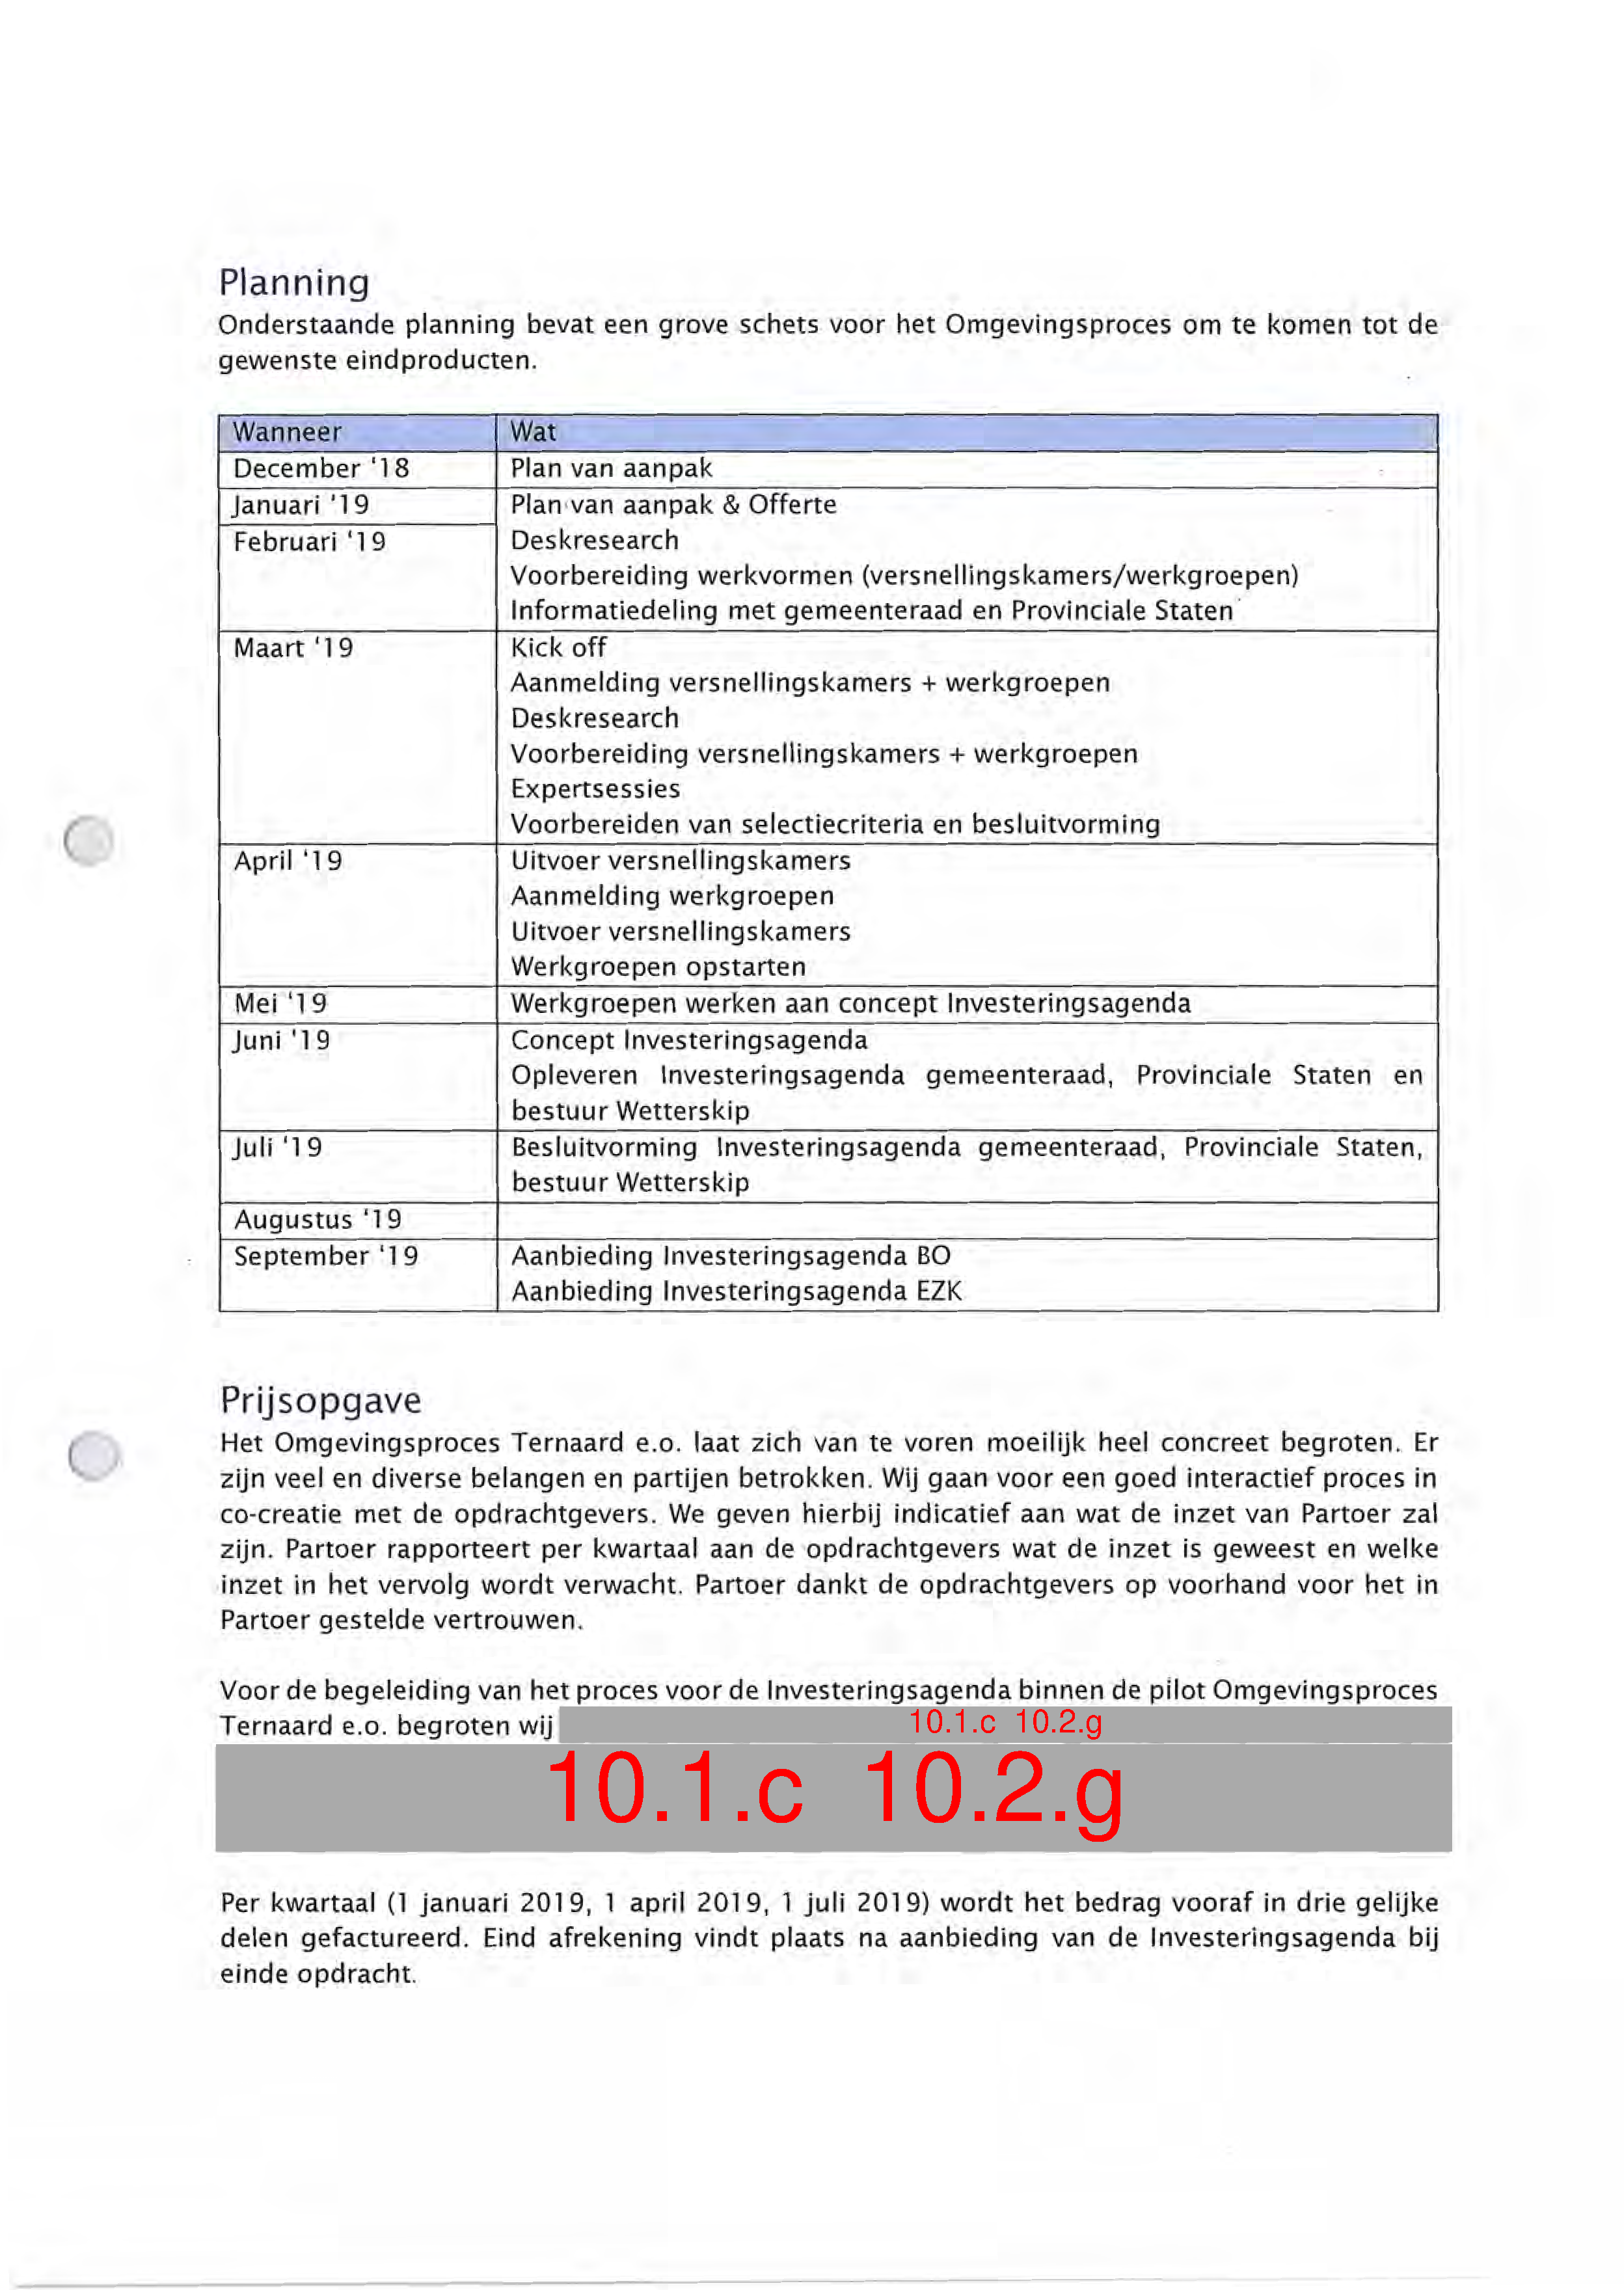 Planning
Onderstaande planning bevat een grove schets voor het Omgevingsproces om te komen tot de
gewenste eindproducten.
Wanneer Wat
December '18 Plan van aanpak
Januari '19 Plan van aanpak & Offerte
Februari '19 Deskresearch
Voorbereiding werkvormen (versnellingskamers/werkgroepen)
Informatiedeling met gemeenteraad en Provinciale Staten
Maart '19 Kick off
Aanmelding versnellingskamers + werkgroepen
Deskresearch
Voorbereiding versnellingskamers + werkgroepen
Expertsessies
Voorbereiden van selectiecriteria en besluitvorming
April '19 Uitvoer versnellingskamers
Aanmelding werkgroepen
Uitvoer versnellingskamers
Werkgroepen opstarten
Mei '19 Werkgroepen werken aan concept Investeringsagenda
Juni '19 Concept Investeringsagenda
Opleveren Investeringsagenda gemeenteraad, Provinciale Staten en
bestuur Wetterskip
Juli '19 Besluitvorming Investeringsagenda gemeenteraad, Provinciale Staten,
bestuur Wetterskip
Augustus '19
September '19 Aanbieding Investeringsagenda BO
Aanbieding Investeringsagenda EZK
Prijsopgave
Het Omgevingsproces Ternaard e.o. laat zich van te voren moeilijk heel concreet begroten. Er
zijn veel en diverse belangen en partijen betrokken. Wij gaan voor een goed interactief proces in
co-creatie met de opdrachtgevers. We geven hierbij indicatief aan wat de inzet van Partoer zal
zijn. Partoer rapporteert per kwartaal aan de opdrachtgevers wat de inzet is geweest en welke
inzet in het vervolg wordt verwacht. Partoer dankt de opdrachtgevers op voorhand voor het in
Partoer gestelde vertrouwen.
Voor de begeleiding van het proces voor de Investeringsagenda binnen de pilot Omgevingsproces
Ternaard e.o. begroten wij 10.1.c 10.2.g
10.1.c 10.2.g
Per kwartaal (1 januari 2019, 1 april 2019, 1 juli 2019) wordt het bedrag vooraf in drie gelijke
delen gefactureerd. Eind afrekening vindt plaats na aanbieding van de Investeringsagenda bij
einde opdracht.